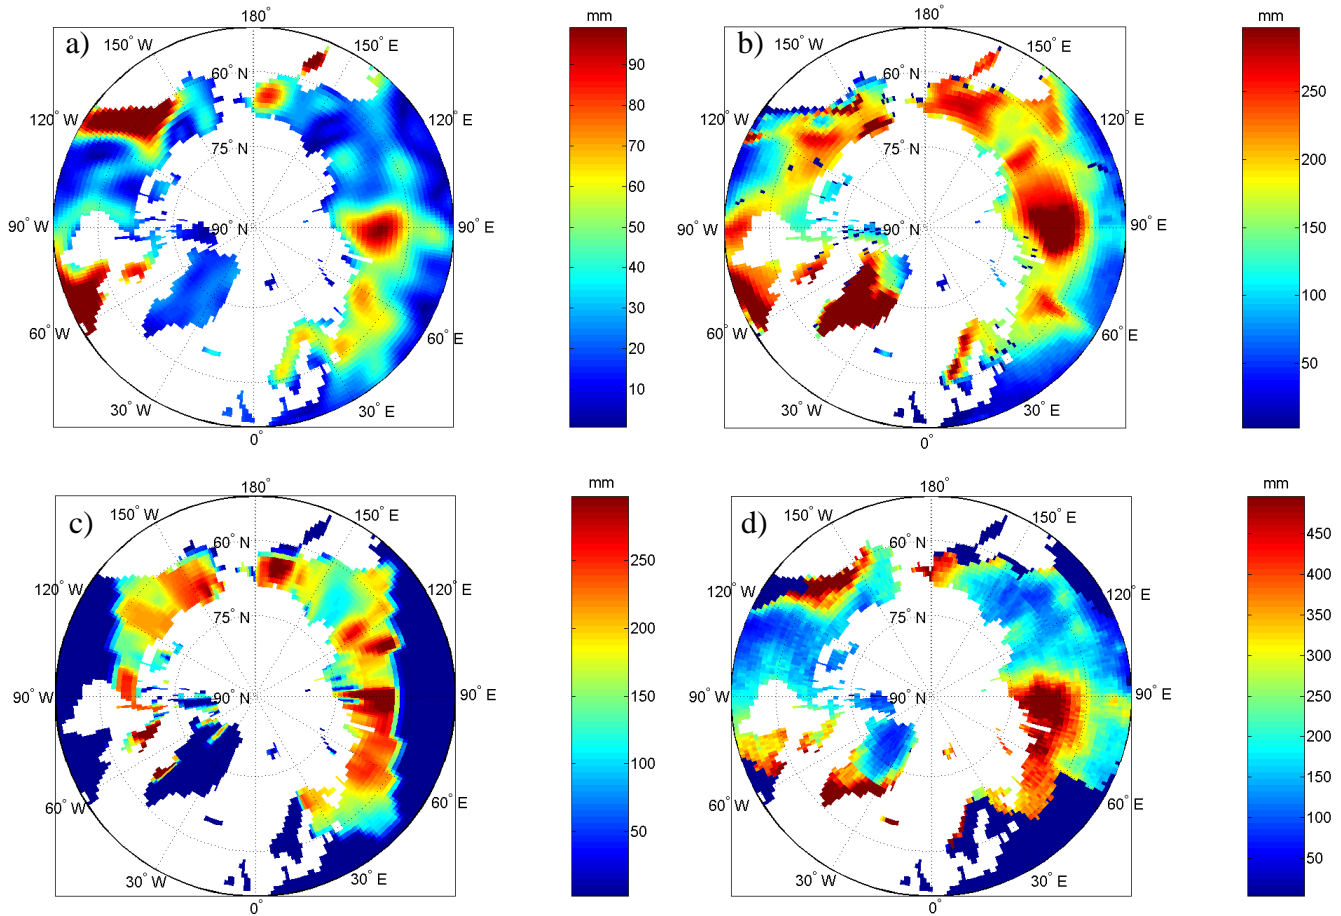 a)
180°
150° W
150° E
120° W
120° E
60° N
75° N
90° W
90° N
90° E
60° W
60° E
30° W
30° E
0°
mm
90
80
70
60
50
40
30
20
10
b)
180°
150° W
150° E
120° W
120° E
60° N
75° N
90° W
90° N
90° E
60° W
60° E
30° W
30° E
0°
mm
250
200
150
100
50
c)
180°
150° W
150° E
120° W
120° E
60° N
75° N
90° W
90° N
90° E
60° W
60° E
30° W
30° E
0°
mm
250
200
150
100
50
d)
180°
150° W
150° E
120° W
120° E
60° N
75° N
90° W
90° N
90° E
60° W
60° E
30° W
30° E
0°
mm
450
400
350
300
250
200
150
100
50